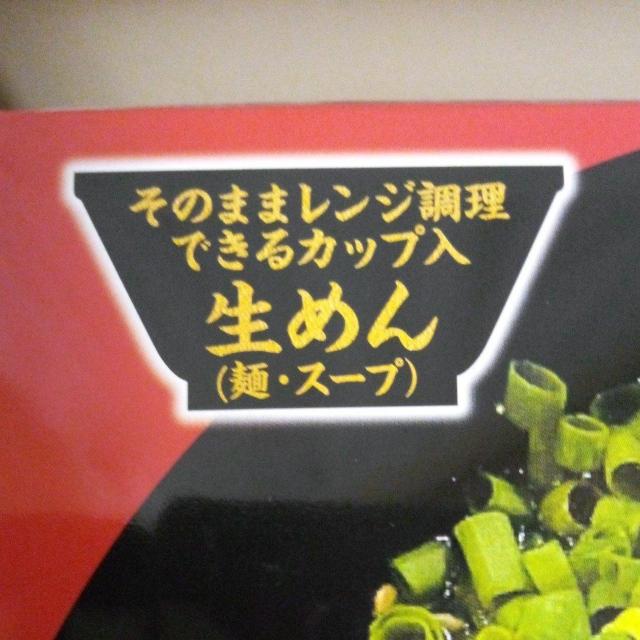 そのままレンジ調理
できるカップ入
生めん
(麺・スープ)